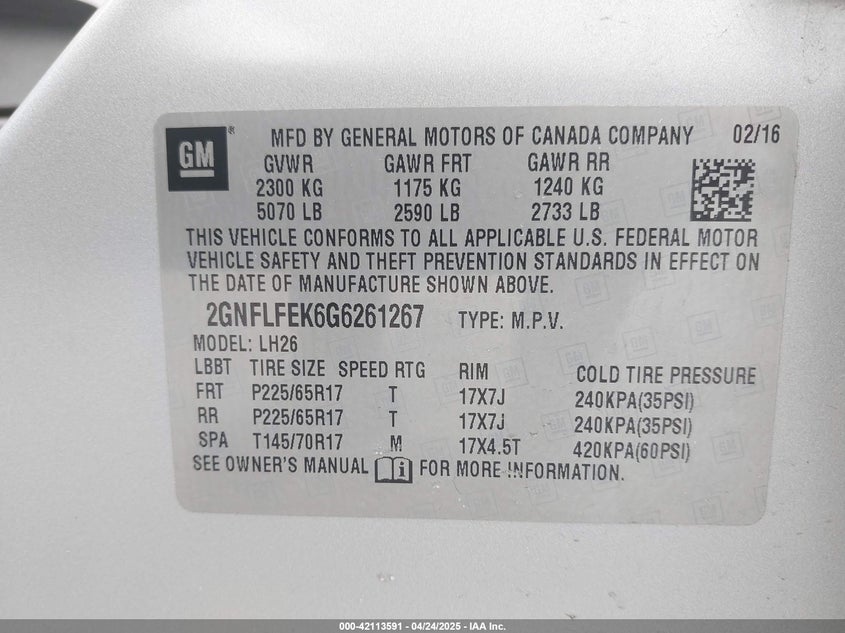 GM ® MFD BY GENERAL MOTORS OF CANADA COMPANY 02/16
GVWR GAWR FRT GAWR RR
2300 KG 1175 KG 1240 KG
5070 LB 2590 LB 2733 LB
THIS VEHICLE CONFORMS TO ALL APPLICABLE U.S. FEDERAL MOTOR
VEHICLE SAFETY AND THEFT PREVENTION STANDARDS IN EFFECT ON
THE DATE OF MANUFACTURE SHOWN ABOVE.
2GNFLFEK6G6261267 TYPE: M.P.V.
MODEL: LH26
LBBT TIRE SIZE SPEED RTG RIM COLD TIRE PRESSURE
FRT P225/65R17 T 17X7J 240KPA(35PSI)
RR P225/65R17 T 17X7J 240KPA(35PSI)
SPA T145/70R17 M 17X4.5T 420KPA(60PSI)
SEE OWNER'S MANUAL i FOR MORE INFORMATION.
000-42113591 - 04/24/2025 - IAA Inc.